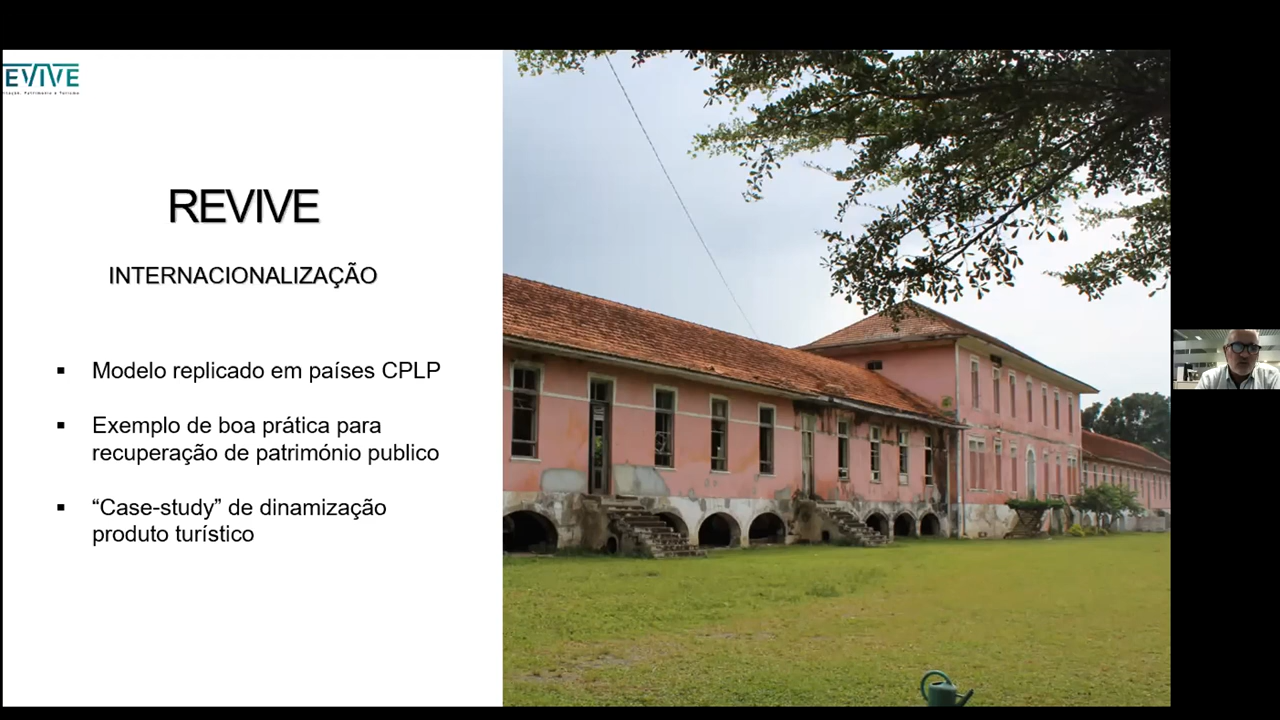 EVIVE
REVIVE
INTERNACIONALIZAÇÃO
▪ Modelo replicado em países CPLP
▪ Exemplo de boa prática para
recuperação de património publico
▪ “Case-study” de dinamização
produto turístico